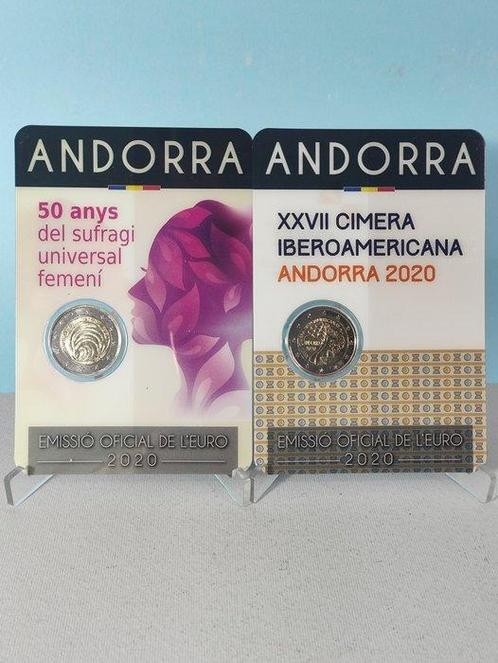 ANDORRA
50 anys
del sufragi
universal
femení
EMISSIÓ OFICIAL DE L'EURO
2020
ANDORRA
XXVII CIMERA
IBEROAMERICANA
ANDORRA 2020
EMISSIÓ OFICIAL DE L'EURO
2020